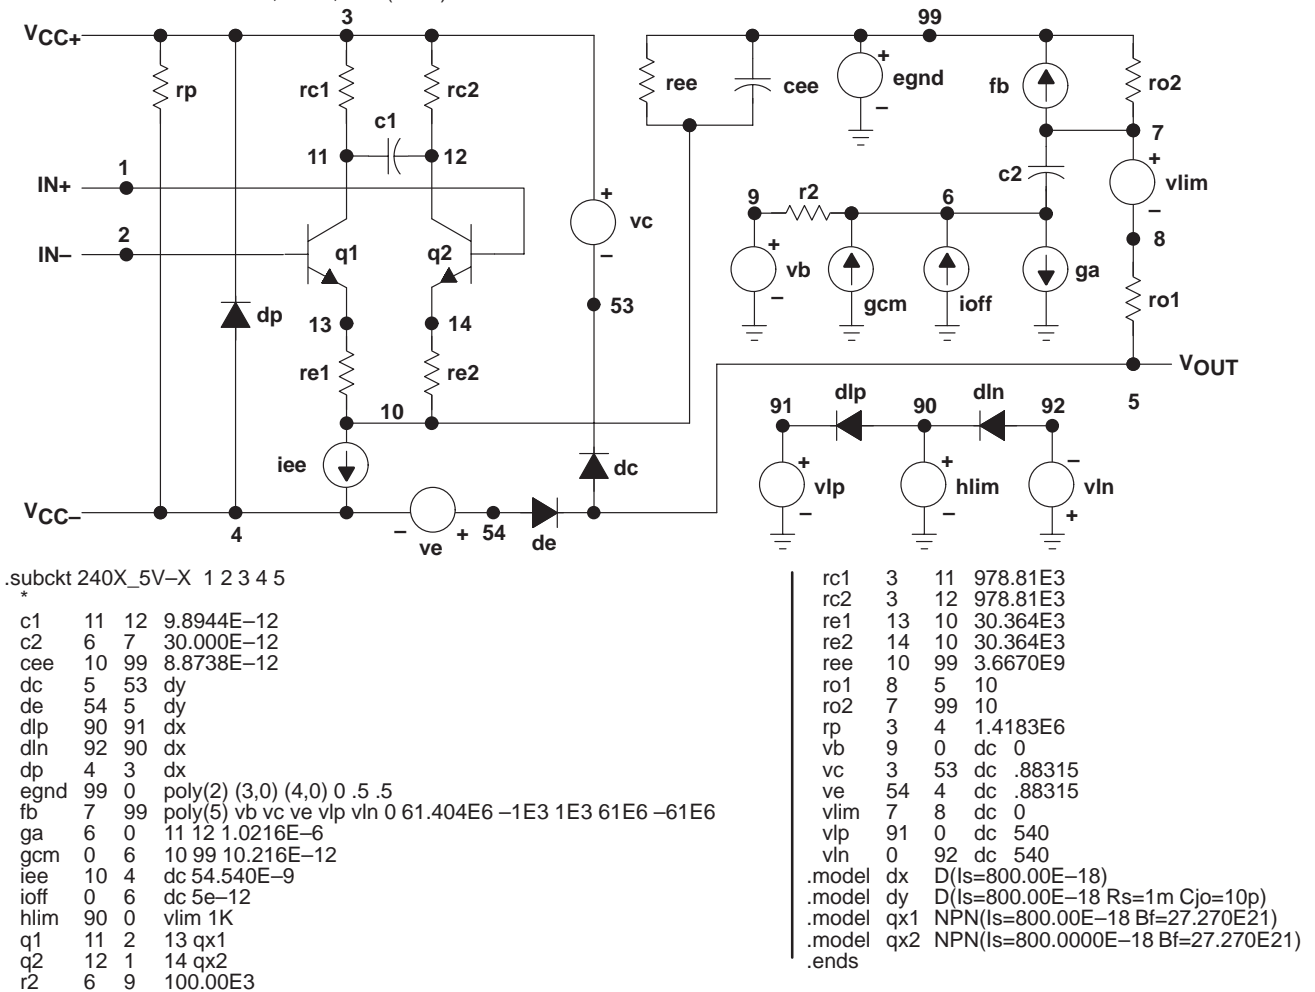 3
99
VCC+
rp
rc1
rc2
ree
cee
egnd
+
–
fb
ro2
c1
7
11
12
1
IN+
c2
+
vlim
–
9
r2
6
8
2
IN–
q1
q2
+
vc
–
+
vb
–
gcm
ioff
ga
ro1
dp
13
14
53
re1
re2
VOUT
5
10
91
dlp
90
dln
92
iee
dc
+
vlp
–
+
hlim
–
–
vln
+
VCC–
4
–
ve
+
54
de
.subckt 240X_5V–X 1 2 3 4 5
*
c1 11 12 9.8944E–12
c2 6 7 30.000E–12
cee 10 99 8.8738E–12
dc 5 53 dy
de 54 5 dy
dlp 90 91 dx
dln 92 90 dx
dp 4 3 dx
egnd 99 0 poly(2) (3,0) (4,0) 0 .5 .5
fb 7 99 poly(5) vb vc ve vlp vln 0 61.404E6 –1E3 1E3 61E6 –61E6
ga 6 0 11 12 1.0216E–6
gcm 0 6 10 99 10.216E–12
iee 10 4 dc 54.540E–9
ioff 0 6 dc 5e–12
hlim 90 0 vlim 1K
q1 11 2 13 qx1
q2 12 1 14 qx2
r2 6 9 100.00E3
rc1 3 11 978.81E3
rc2 3 12 978.81E3
re1 13 10 30.364E3
re2 14 10 30.364E3
ree 10 99 3.6670E9
ro1 8 5 10
ro2 7 99 10
rp 3 4 1.4183E6
vb 9 0 dc 0
vc 3 53 dc .88315
ve 54 4 dc .88315
vlim 7 8 dc 0
vlp 91 0 dc 540
vln 0 92 dc 540
.model dx D(Is=800.00E–18)
.model dy D(Is=800.00E–18 Rs=1m Cjo=10p)
.model qx1 NPN(Is=800.00E–18 Bf=27.270E21)
.model qx2 NPN(Is=800.0000E–18 Bf=27.270E21)
.ends